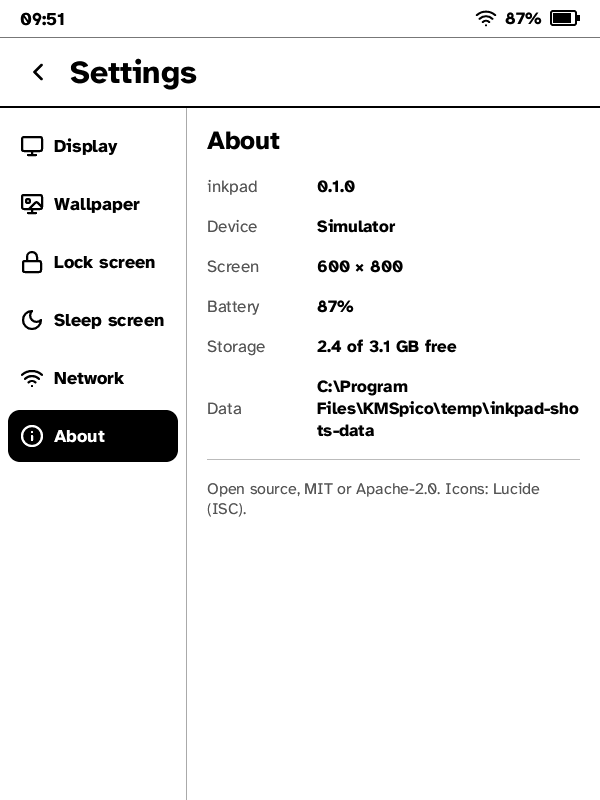 09:51
87%
Settings
Display
Wallpaper
Lock screen
Sleep screen
Network
About
About
inkpad 0.1.0
Device Simulator
Screen 600 × 800
Battery 87%
Storage 2.4 of 3.1 GB free
Data C:\Program
Files\KMSpico\temp\inkpad-sho
ts-data
Open source, MIT or Apache-2.0. Icons: Lucide
(ISC).